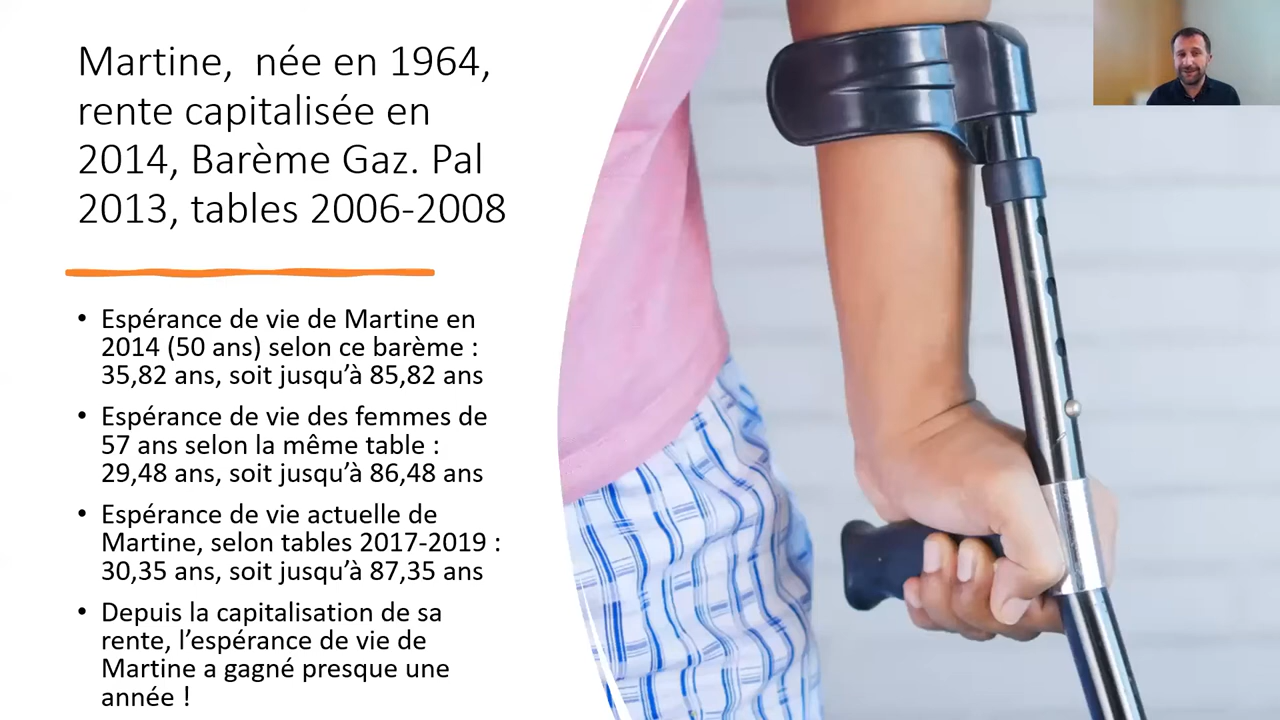 Martine,  née en 1964,
rente capitalisée en
2014, Barème Gaz. Pal
2013, tables 2006-2008
• Espérance de vie de Martine en
2014 (50 ans) selon ce barème :
35,82 ans, soit jusqu’à 85,82 ans
• Espérance de vie des femmes de
57 ans selon la même table :
29,48 ans, soit jusqu’à 86,48 ans
• Espérance de vie actuelle de
Martine, selon tables 2017-2019 :
30,35 ans, soit jusqu’à 87,35 ans
• Depuis la capitalisation de sa
rente, l’espérance de vie de
Martine a gagné presque une
année !